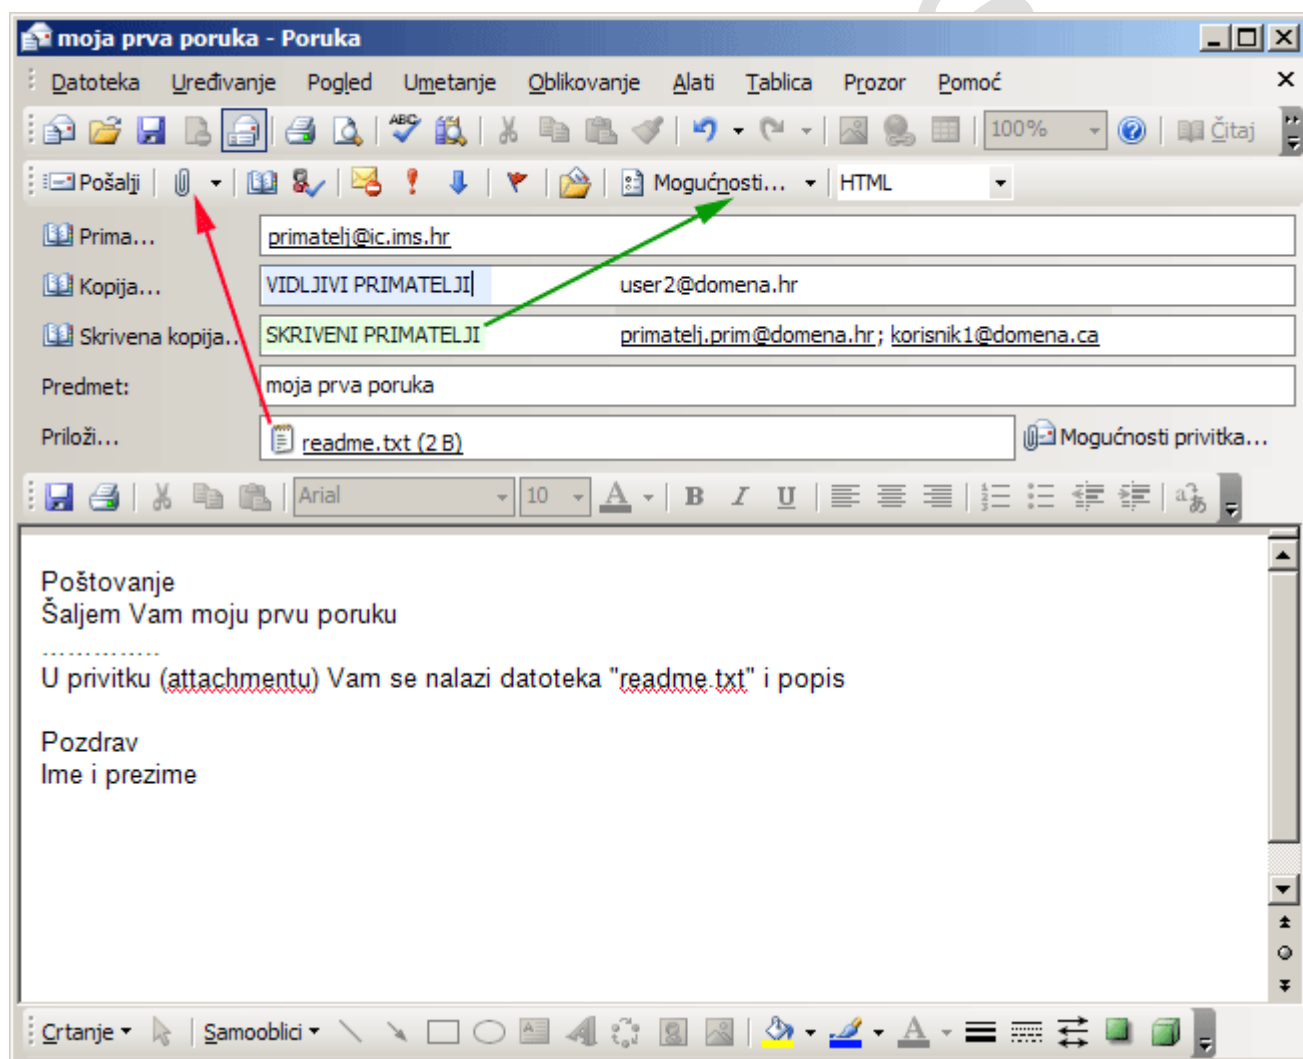 moja prva poruka - Poruka
Datoteka Uređivanje Pogled Umetanje Oblikovanje Alati Tablica Prozor Pomoć
ABC 100% Čitaj
Pošalji Mogućnosti... HTML
Prima... primatelj@ic.ims.hr
Kopija... VIDLJIVI PRIMATELJI user2@domena.hr
Skrivena kopija.. SKRIVENI PRIMATELJI primatelj.prim@domena.hr; korisnik1@domena.ca
Predmet: moja prva poruka
Priloži... readme.txt (2 B) Mogućnosti privitka...
Arial 10 A B I U
Poštovanje
Šaljem Vam moju prvu poruku
..............
U privitku (attachmentu) Vam se nalazi datoteka "readme.txt" i popis
Pozdrav
Ime i prezime
Crtanje Samooblici A